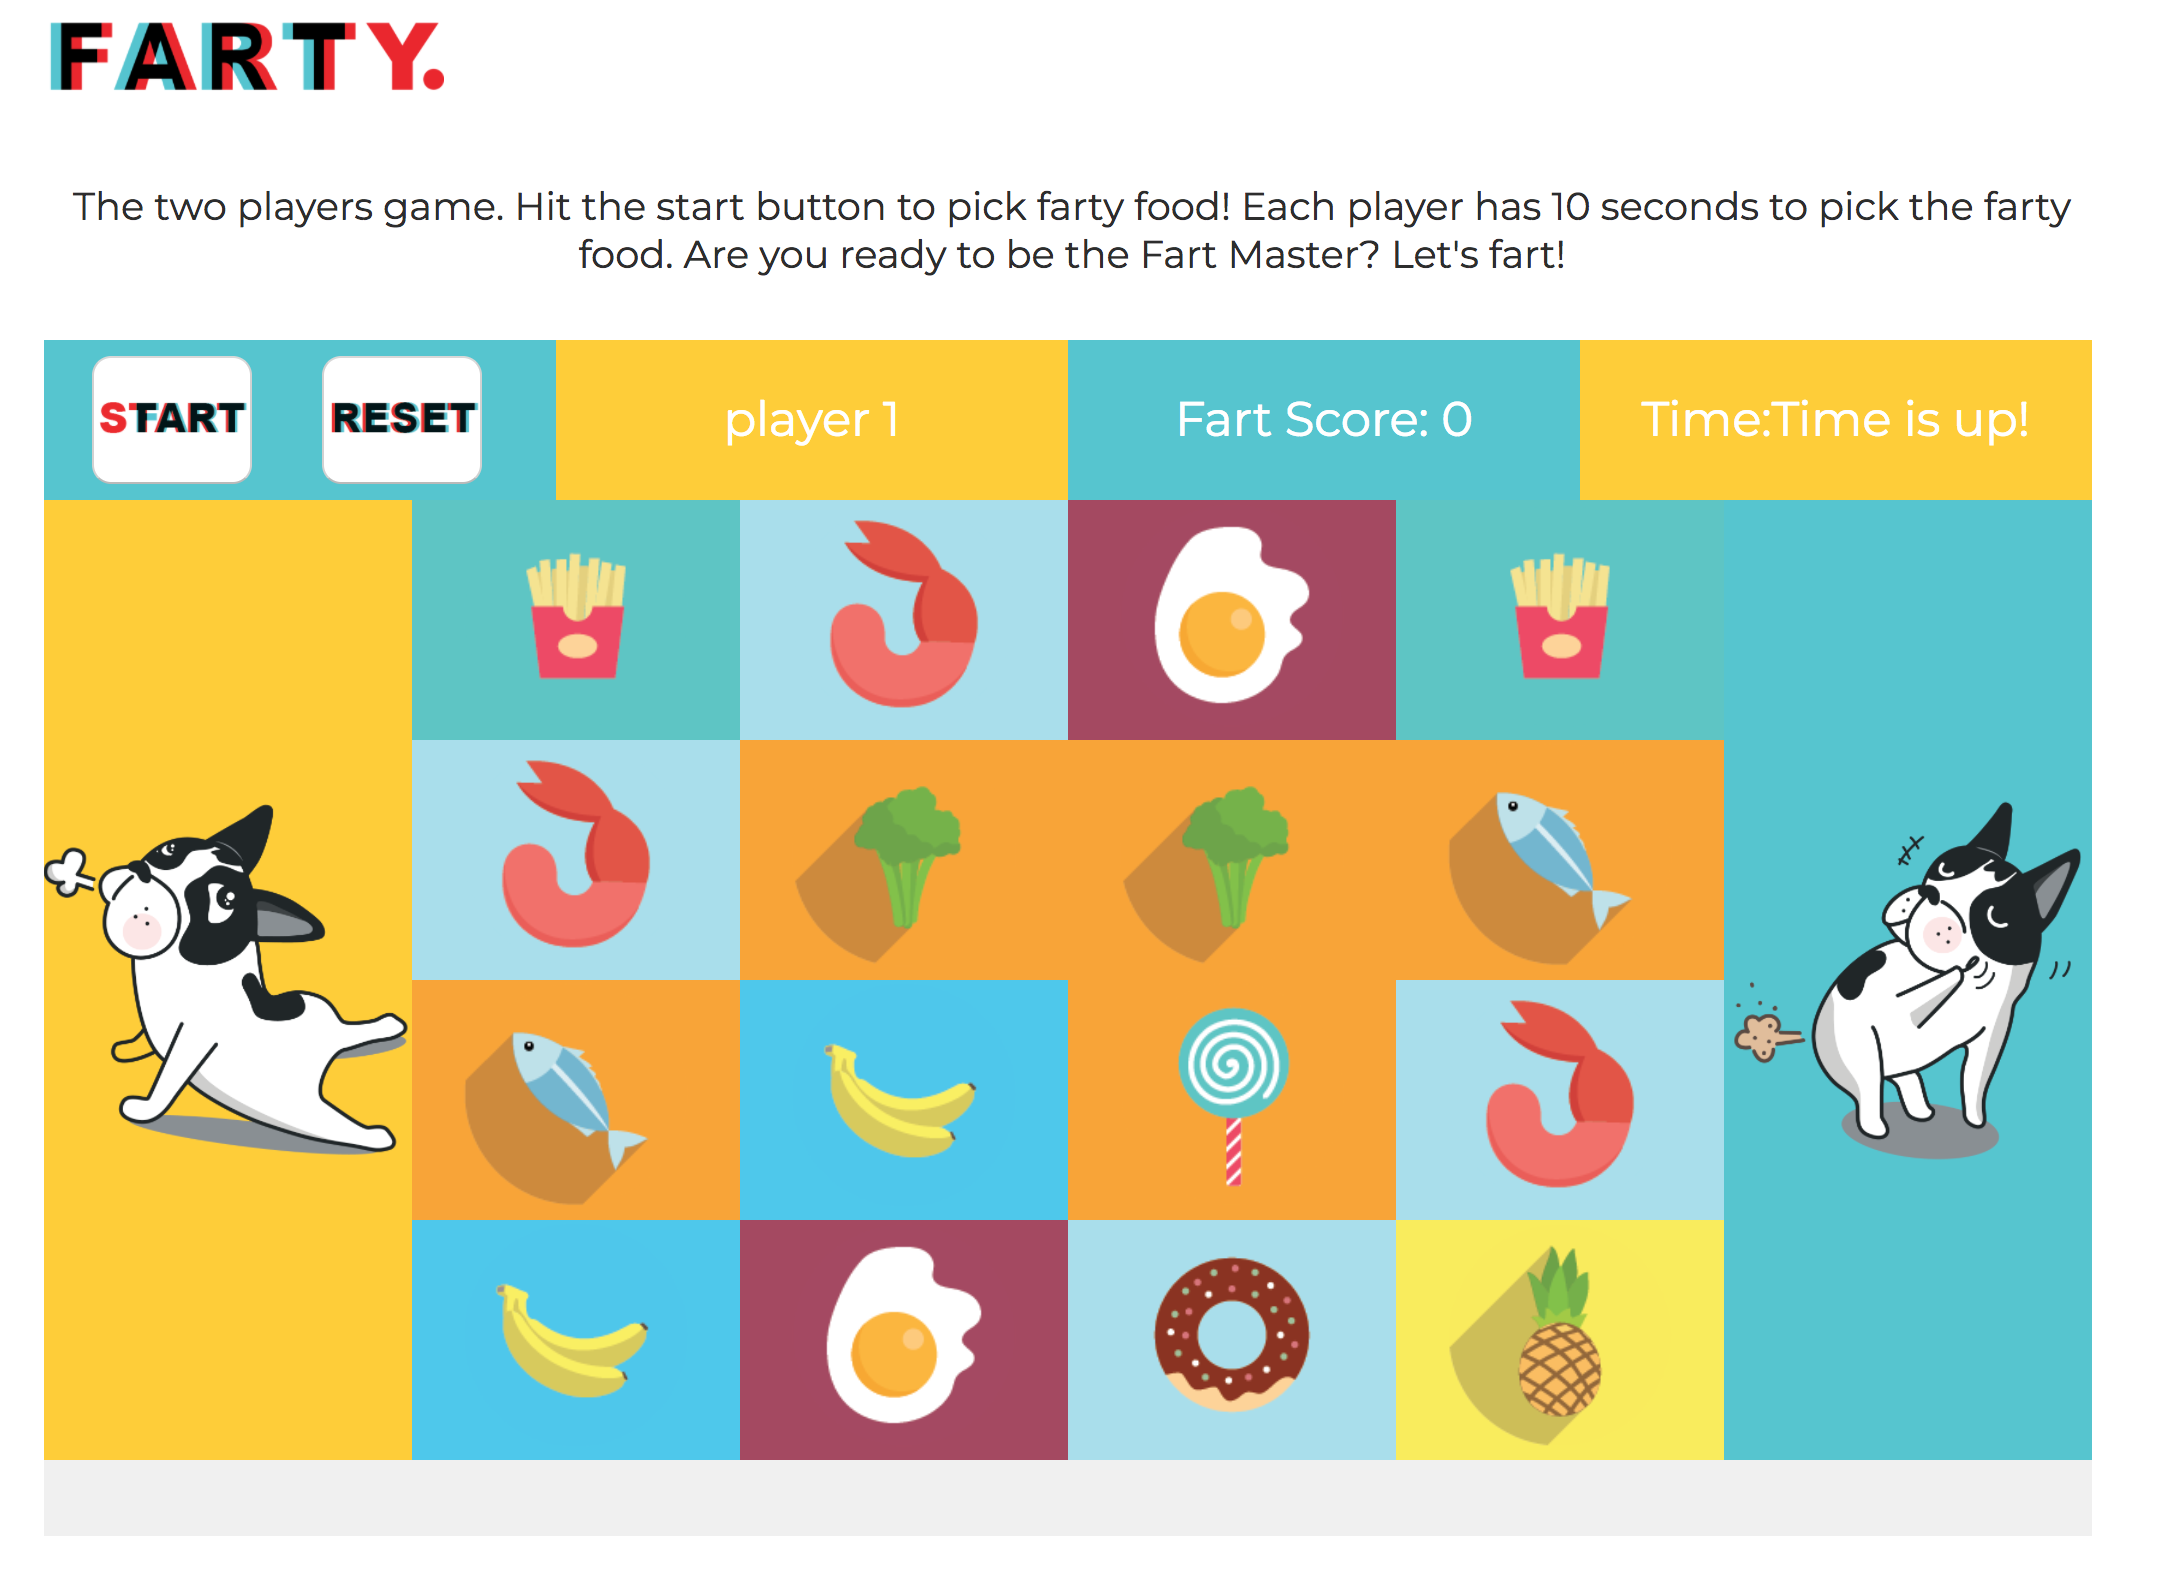 FARTY.
The two players game. Hit the start button to pick farty food! Each player has 10 seconds to pick the farty
food. Are you ready to be the Fart Master? Let's fart!
START
RESET
player 1
Fart Score: 0
Time:Time is up!